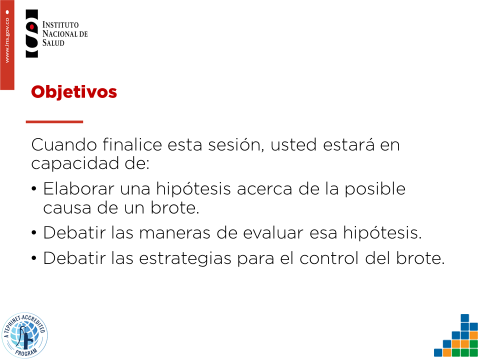 www.ins.gov.co
INSTITUTO
NACIONAL DE
SALUD
Objetivos
Cuando finalice esta sesión, usted estará en
capacidad de:
• Elaborar una hipótesis acerca de la posible
causa de un brote.
• Debatir las maneras de evaluar esa hipótesis.
• Debatir las estrategias para el control del brote.
A TEPHINET ACCREDITED
PROGRAM